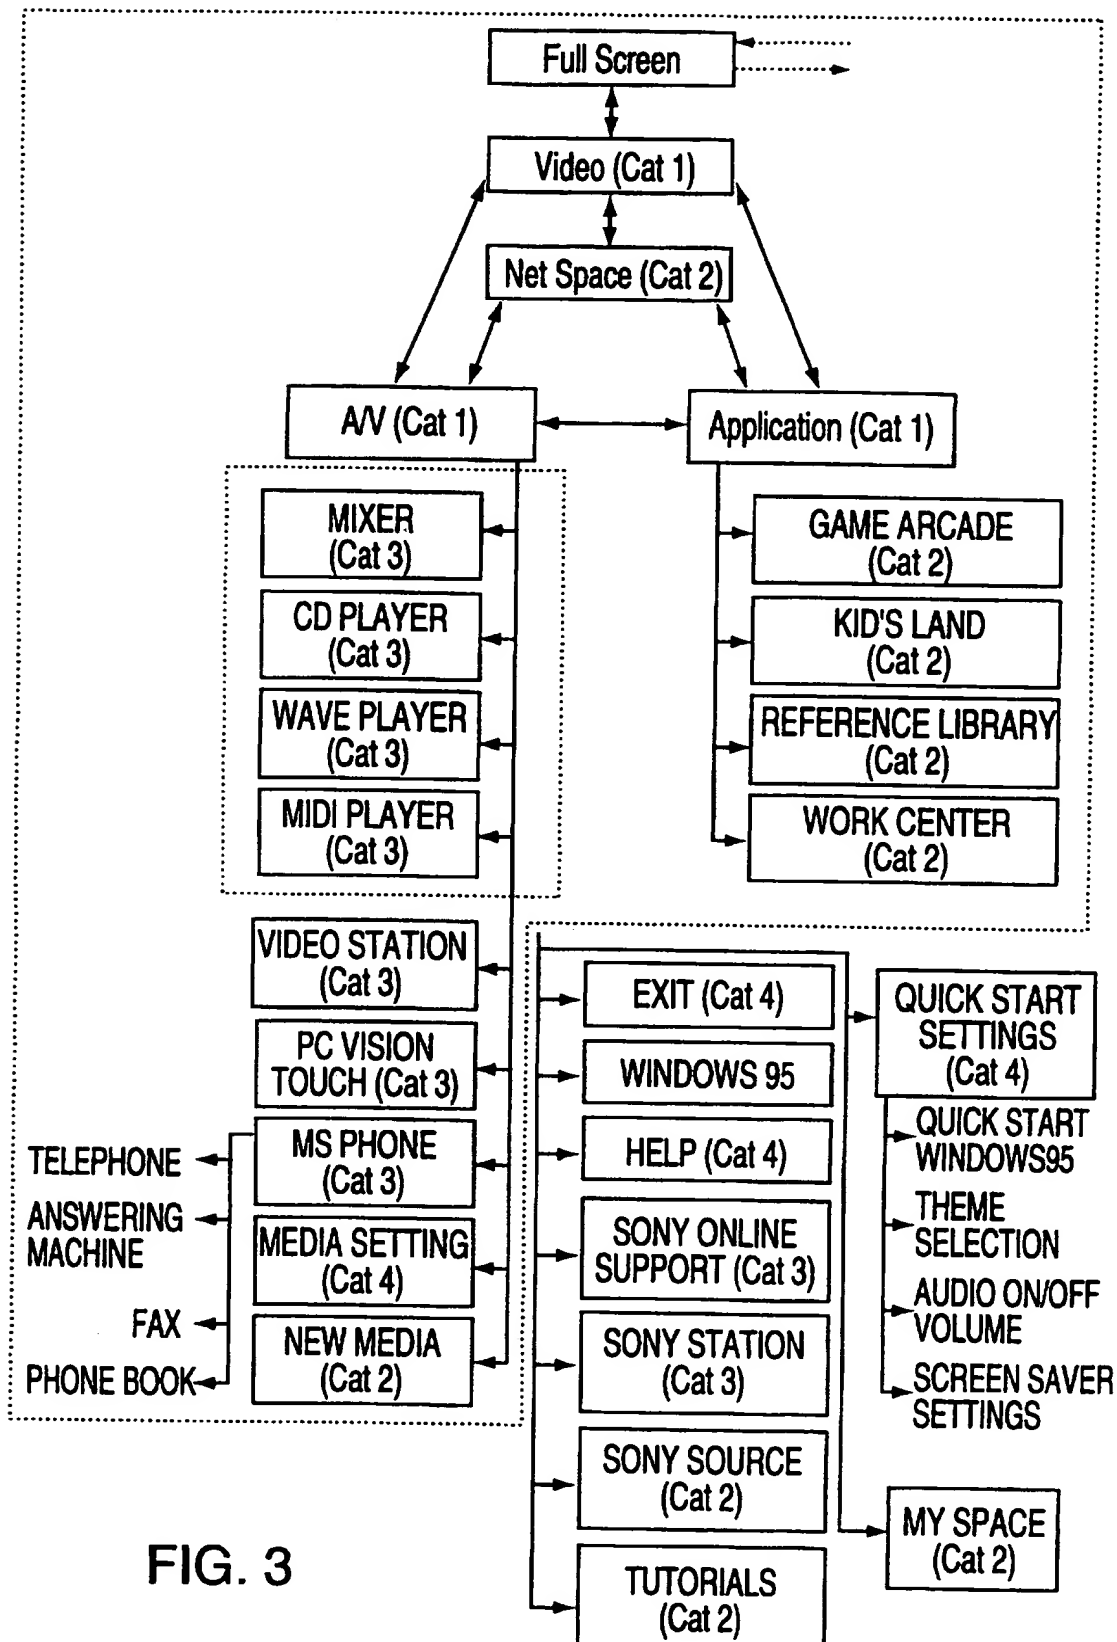 Full Screen
Video (Cat 1)
Net Space (Cat 2)
A/V (Cat 1)
Application (Cat 1)
MIXER
(Cat 3)
CD PLAYER
(Cat 3)
WAVE PLAYER
(Cat 3)
MIDI PLAYER
(Cat 3)
GAME ARCADE
(Cat 2)
KID'S LAND
(Cat 2)
REFERENCE LIBRARY
(Cat 2)
WORK CENTER
(Cat 2)
VIDEO STATION
(Cat 3)
PC VISION
TOUCH (Cat 3)
MS PHONE
(Cat 3)
TELEPHONE
ANSWERING
MACHINE
FAX
PHONE BOOK
MEDIA SETTING
(Cat 4)
NEW MEDIA
(Cat 2)
EXIT (Cat 4)
WINDOWS 95
HELP (Cat 4)
SONY ONLINE
SUPPORT (Cat 3)
SONY STATION
(Cat 3)
SONY SOURCE
(Cat 2)
TUTORIALS
(Cat 2)
QUICK START
SETTINGS
(Cat 4)
QUICK START
WINDOWS95
THEME
SELECTION
AUDIO ON/OFF
VOLUME
SCREEN SAVER
SETTINGS
MY SPACE
(Cat 2)
FIG. 3